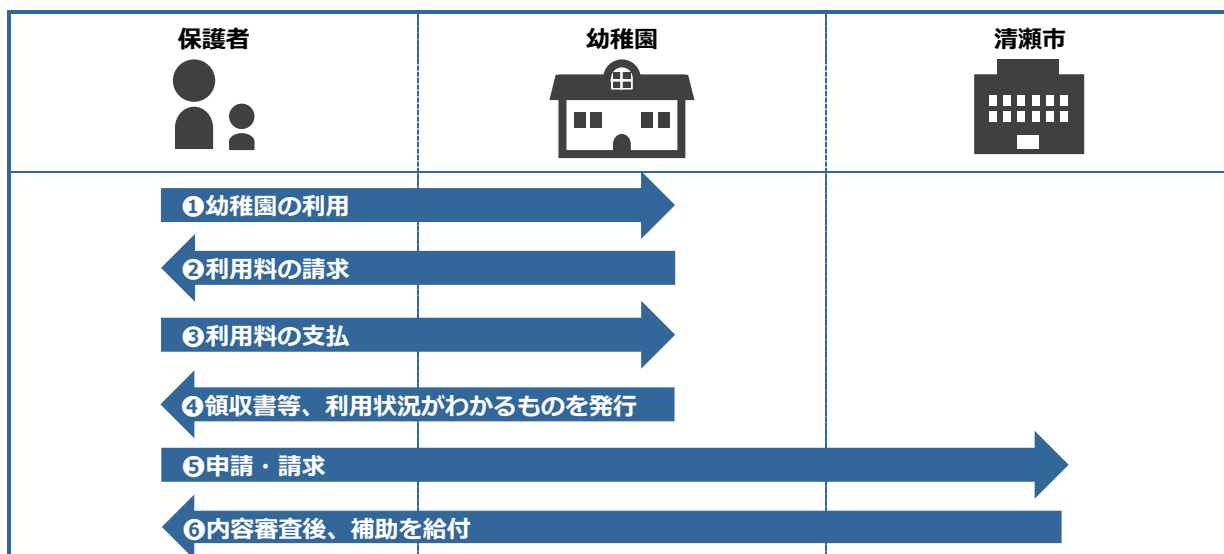 保護者
幼稚園
清瀬市
❶幼稚園の利用
❷利用料の請求
❸利用料の支払
❹領収書等、利用状況がわかるものを発行
❺申請・請求
❻内容審査後、補助を給付